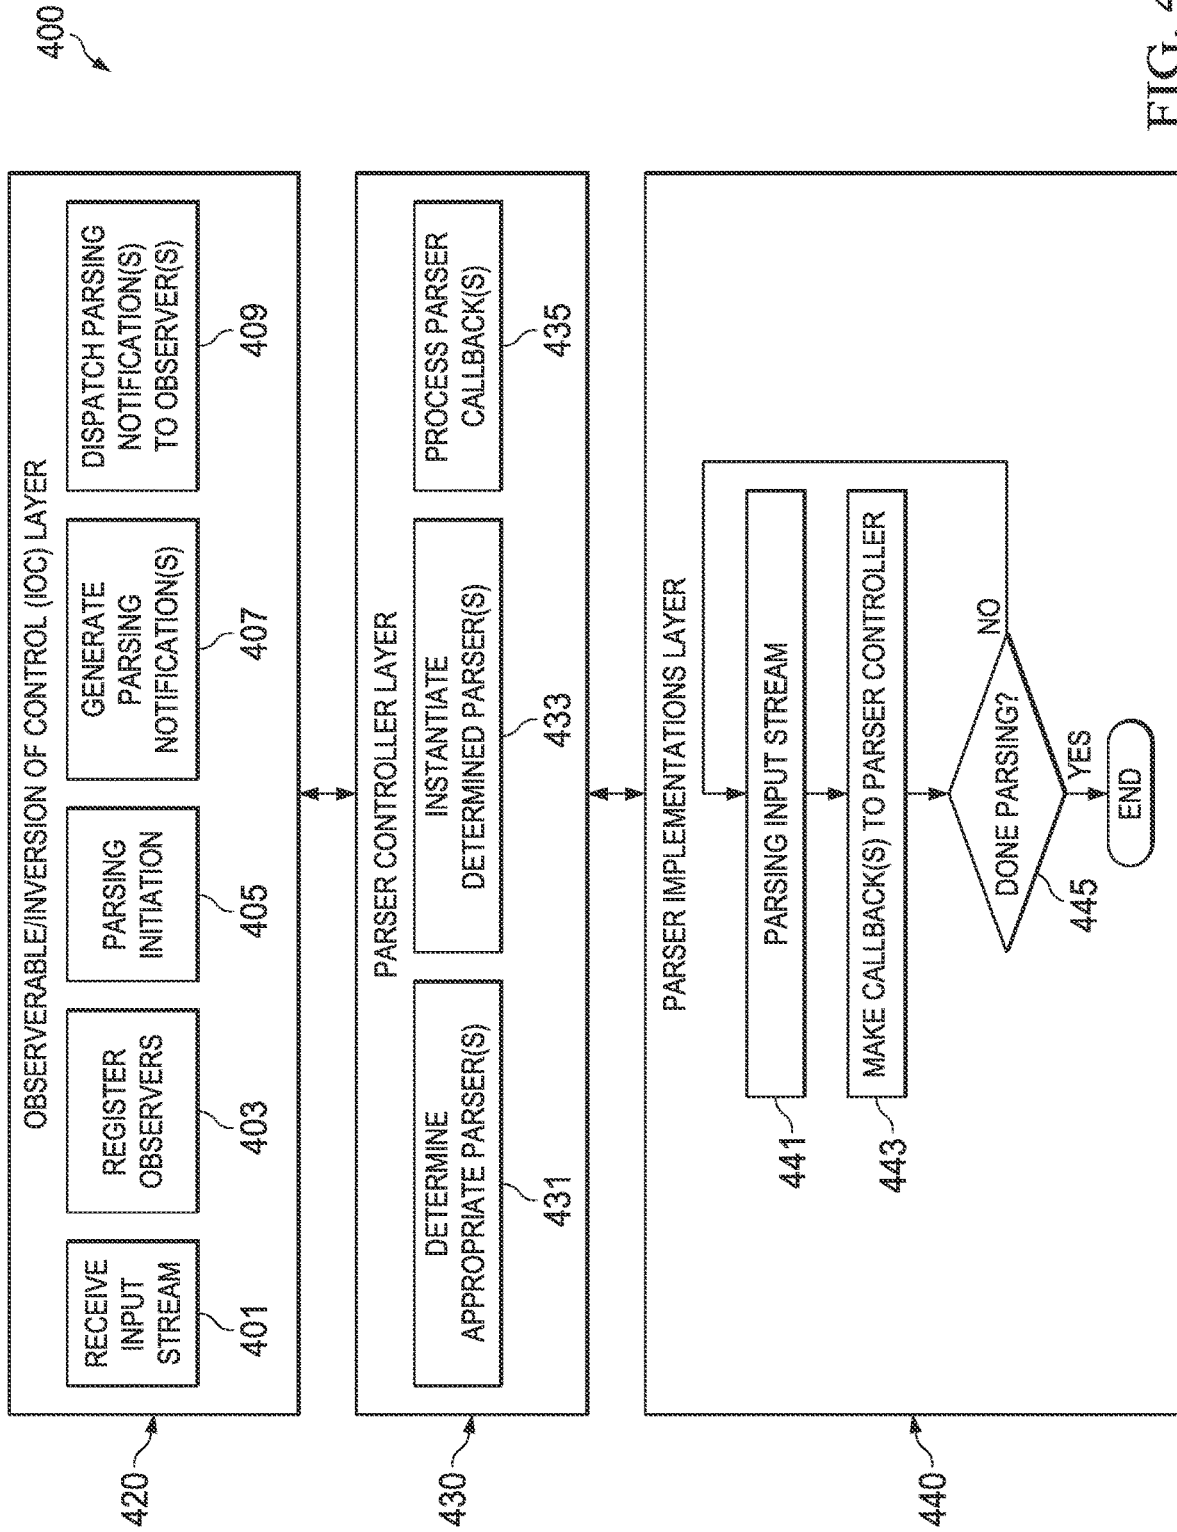 400
OBSERVERABLE/INVERSION OF CONTROL (IOC) LAYER
420
RECEIVE
INPUT
STREAM
401
REGISTER
OBSERVERS
403
PARSING
INITIATION
405
GENERATE
PARSING
NOTIFICATION(S)
407
DISPATCH PARSING
NOTIFICATION(S)
TO OBSERVER(S)
409
PARSER CONTROLLER LAYER
430
DETERMINE
APPROPRIATE PARSER(S)
431
INSTANTIATE
DETERMINED PARSER(S)
433
PROCESS PARSER
CALLBACK(S)
435
PARSER IMPLEMENTATIONS LAYER
440
441
PARSING INPUT STREAM
443
MAKE CALLBACK(S) TO PARSER CONTROLLER
DONE PARSING?
445
NO
YES
END
FIG. 4